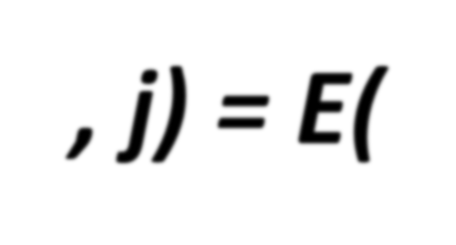 , j) = E(